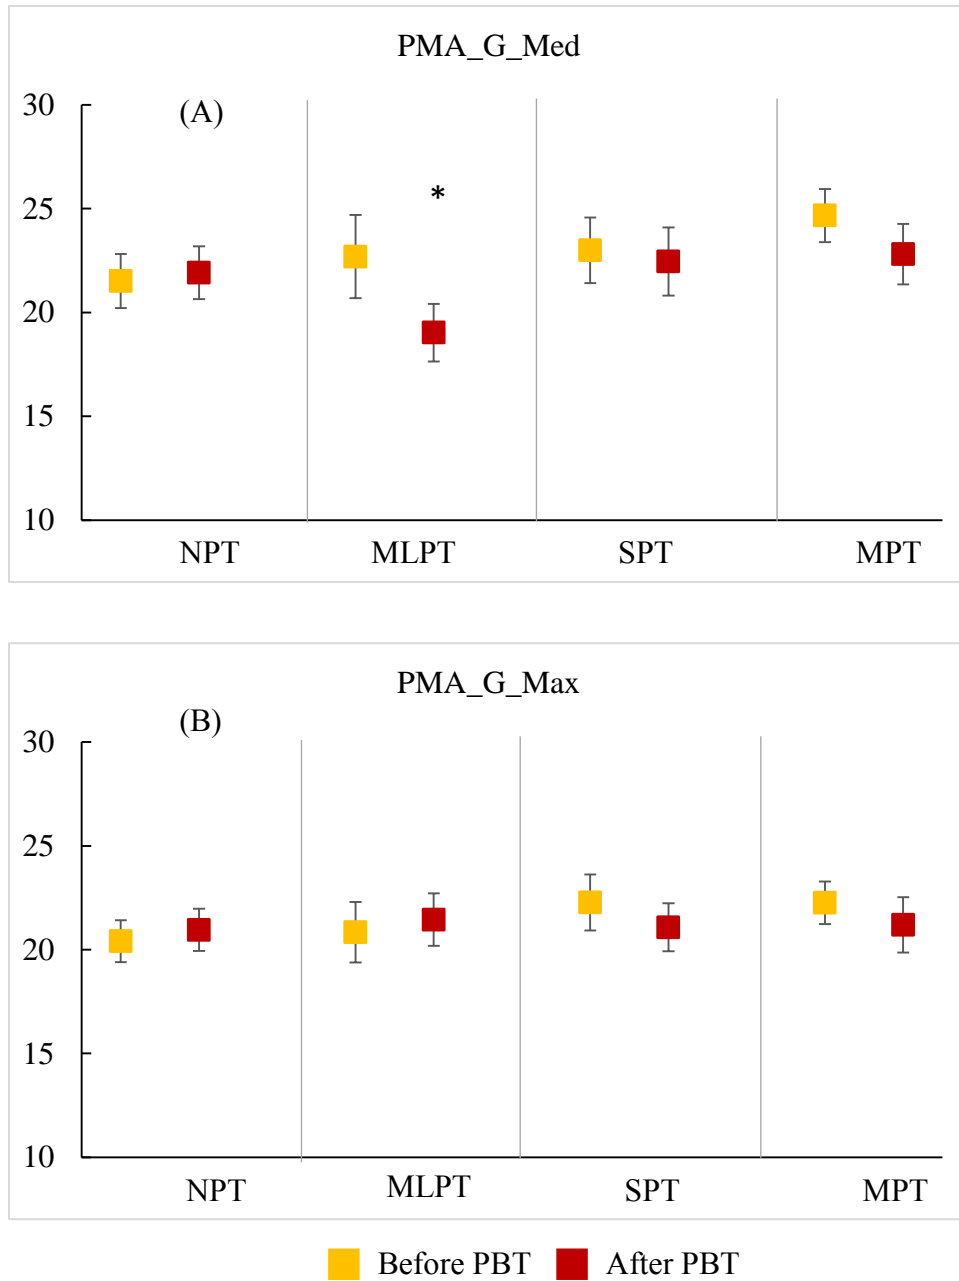 PMA_G_Med
(A)
30
25
*
20
15
10
NPT MLPT SPT MPT
PMA_G_Max
(B)
30
25
20
15
10
NPT MLPT SPT MPT
Before PBT After PBT